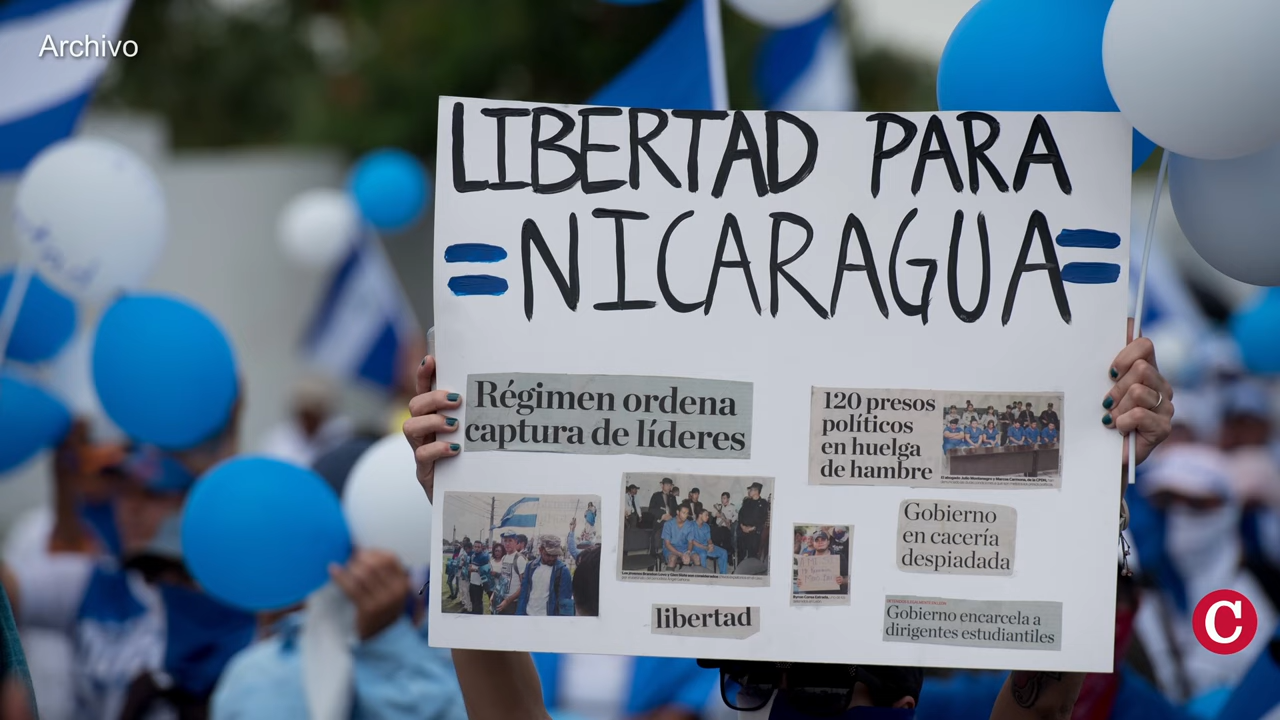 Archivo
LIBERTAD PARA
NICARAGUA
Régimen ordena
captura de líderes
120 presos
políticos
en huelga
de hambre
Gobierno
en cacería
despiadada
libertad
Gobierno encarcela a
dirigentes estudiantiles
C